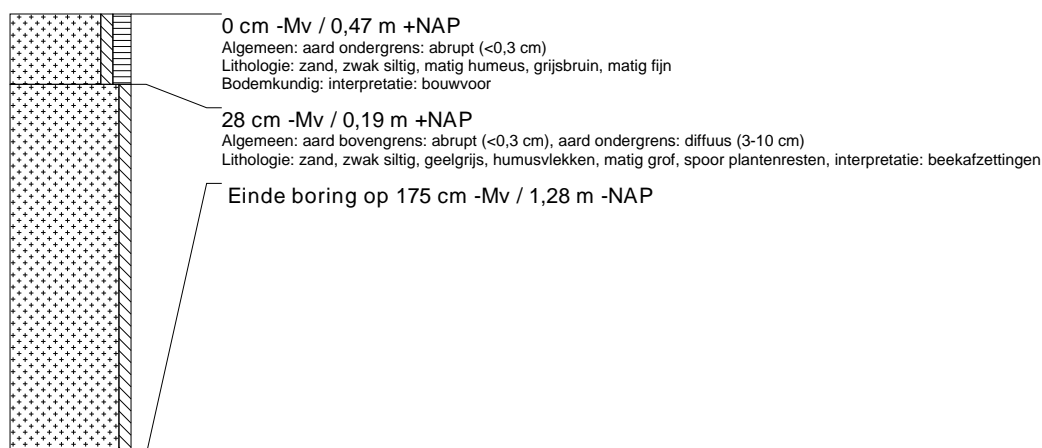 0 cm -Mv / 0,47 m +NAP
Algemeen: aard ondergrens: abrupt (<0,3 cm)
Lithologie: zand, zwak siltig, matig humeus, grijsbruin, matig fijn
Bodemkundig: interpretatie: bouwvoor
28 cm -Mv / 0,19 m +NAP
Algemeen: aard bovengrens: abrupt (<0,3 cm), aard ondergrens: diffuus (3-10 cm)
Lithologie: zand, zwak siltig, geelgrijs, humusvlekken, matig grof, spoor plantenresten, interpretatie: beekafzettingen
Einde boring op 175 cm -Mv / 1,28 m -NAP